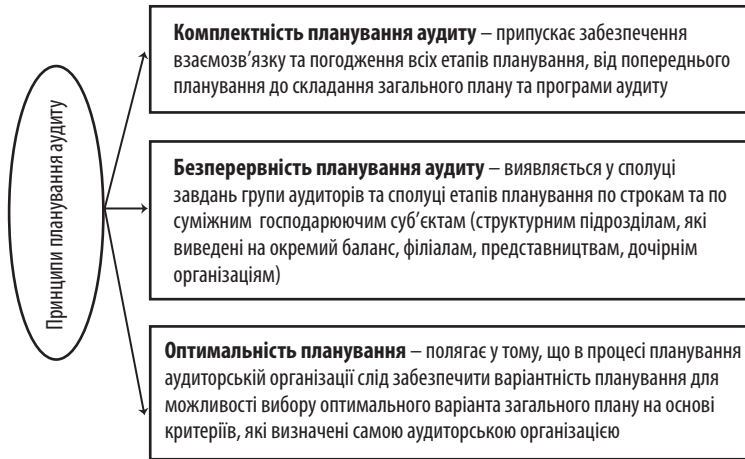 Принципи планування аудиту
Комплектність планування аудиту – припускає забезпечення
взаємозв’язку та погодження всіх етапів планування, від попереднього
планування до складання загального плану та програми аудиту
Безперервність планування аудиту – виявляється у сполуці
завдань групи аудиторів та сполуці етапів планування по строкам та по
суміжним господарюючим суб’єктам (структурним підрозділам, які
виведені на окремий баланс, філіалам, представництвам, дочірнім
організаціям)
Оптимальність планування – полягає у тому, що в процесі планування
аудиторській організації слід забезпечити варіантність планування для
можливості вибору оптимального варіанта загального плану на основі
критеріїв, які визначені самою аудиторською організацією